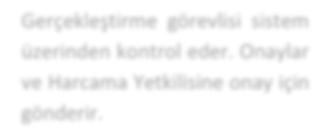 Gerçekleştirme görevlisi sistem
üzerinden kontrol eder. Onaylar
ve Harcama Yetkilisine onay için
gönderir.